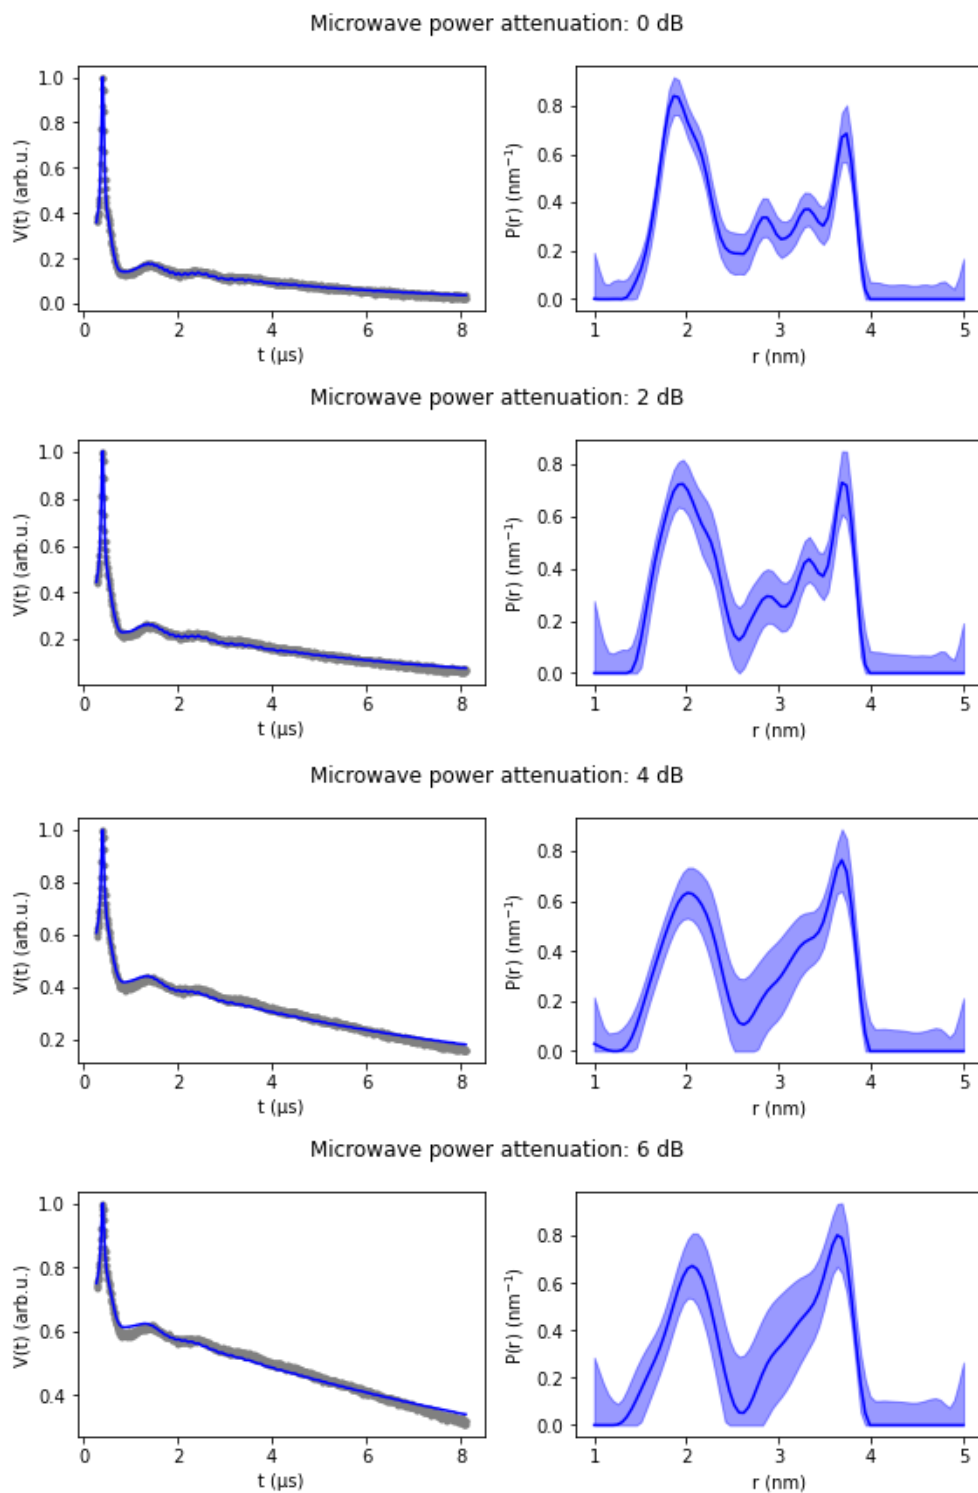 Microwave power attenuation: 0 dB
V(t) (arb.u.)
1.0
0.8
0.6
0.4
0.2
0.0
0 2 4 6 8
t (μs)
P(r) (nm⁻¹)
0.8
0.6
0.4
0.2
0.0
1 2 3 4 5
r (nm)
Microwave power attenuation: 2 dB
V(t) (arb.u.)
1.0
0.8
0.6
0.4
0.2
0 2 4 6 8
t (μs)
P(r) (nm⁻¹)
0.8
0.6
0.4
0.2
0.0
1 2 3 4 5
r (nm)
Microwave power attenuation: 4 dB
V(t) (arb.u.)
1.0
0.8
0.6
0.4
0.2
0 2 4 6 8
t (μs)
P(r) (nm⁻¹)
0.8
0.6
0.4
0.2
0.0
1 2 3 4 5
r (nm)
Microwave power attenuation: 6 dB
V(t) (arb.u.)
1.0
0.8
0.6
0.4
0 2 4 6 8
t (μs)
P(r) (nm⁻¹)
0.8
0.6
0.4
0.2
0.0
1 2 3 4 5
r (nm)